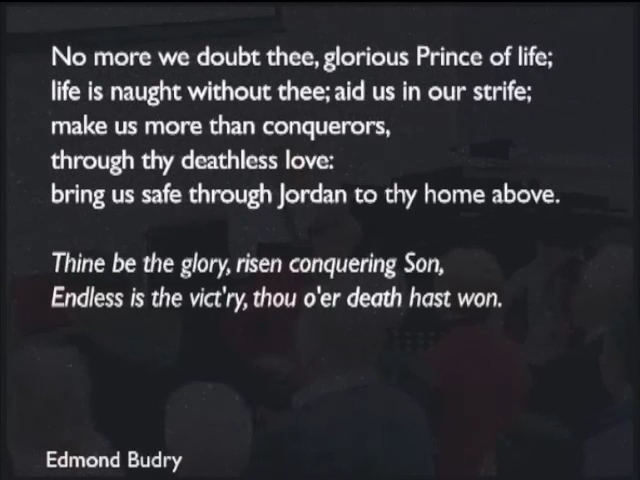 No more we doubt thee, glorious Prince of life;
life is naught without thee; aid us in our strife;
make us more than conquerors,
through thy deathless love:
bring us safe through Jordan to thy home above.
Thine be the glory, risen conquering Son,
Endless is the vict'ry, thou o'er death hast won.
Edmond Budry